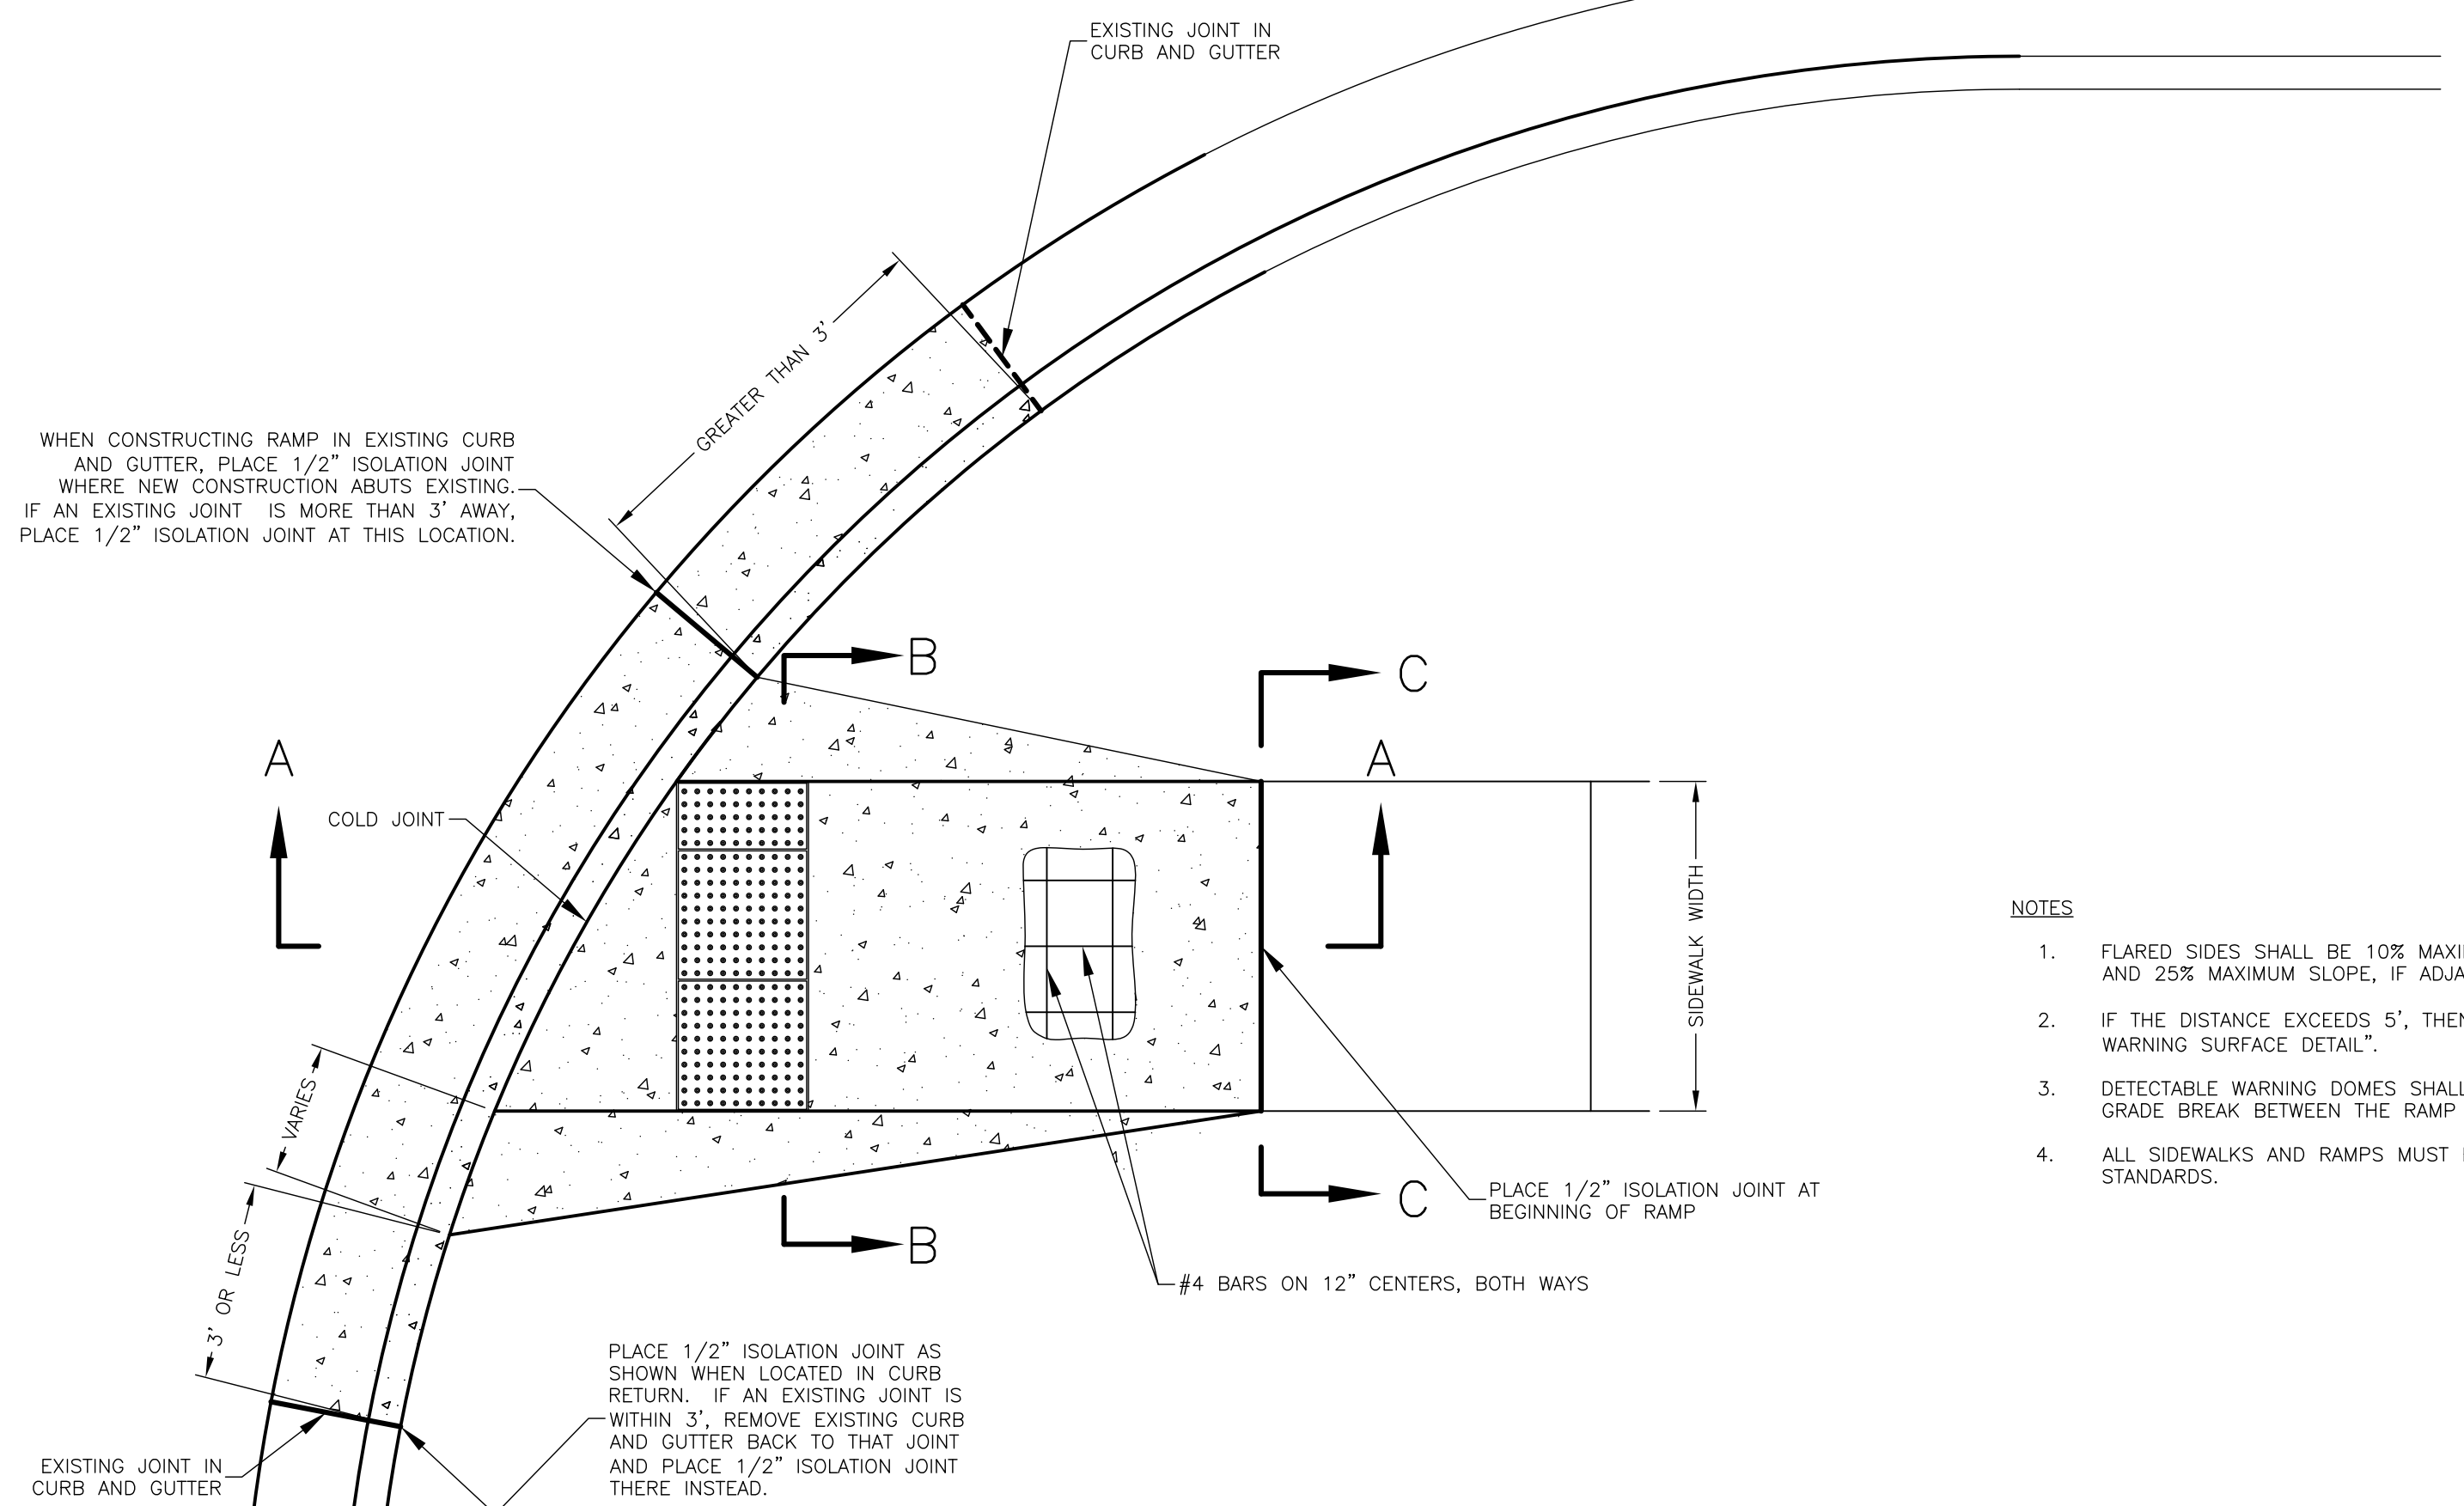 EXISTING JOINT IN
CURB AND GUTTER
GREATER THAN 3'
WHEN CONSTRUCTING RAMP IN EXISTING CURB
AND GUTTER, PLACE 1/2" ISOLATION JOINT
WHERE NEW CONSTRUCTION ABUTS EXISTING.
IF AN EXISTING JOINT IS MORE THAN 3' AWAY,
PLACE 1/2" ISOLATION JOINT AT THIS LOCATION.
B
C
A
A
COLD JOINT
SIDEWALK WIDTH
VARIES
3' OR LESS
B
C
PLACE 1/2" ISOLATION JOINT AT
BEGINNING OF RAMP
#4 BARS ON 12" CENTERS, BOTH WAYS
PLACE 1/2" ISOLATION JOINT AS
SHOWN WHEN LOCATED IN CURB
RETURN. IF AN EXISTING JOINT IS
WITHIN 3', REMOVE EXISTING CURB
AND GUTTER BACK TO THAT JOINT
AND PLACE 1/2" ISOLATION JOINT
THERE INSTEAD.
EXISTING JOINT IN
CURB AND GUTTER
NOTES
1. FLARED SIDES SHALL BE 10%
AND 25% MAXIMUM SLOPE, IF
2. IF THE DISTANCE EXCEEDS 5',
WARNING SURFACE DETAIL".
3. DETECTABLE WARNING DOMES
GRADE BREAK BETWEEN THE RAMP
4. ALL SIDEWALKS AND RAMPS MUST
STANDARDS.